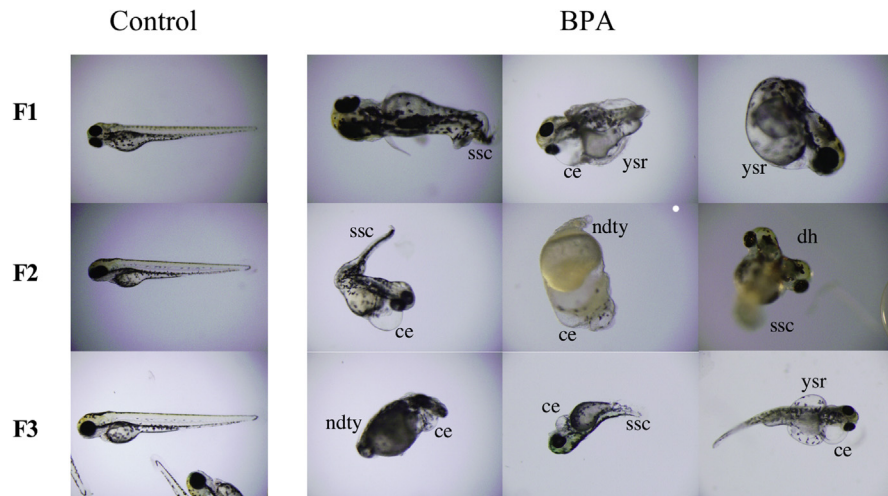 Control BPA
F1
ssc
ce
ysr
ysr
F2
ssc
ce
ndty
ce
dh
ssc
F3
ndty
ce
ce
ssc
ysr
ce